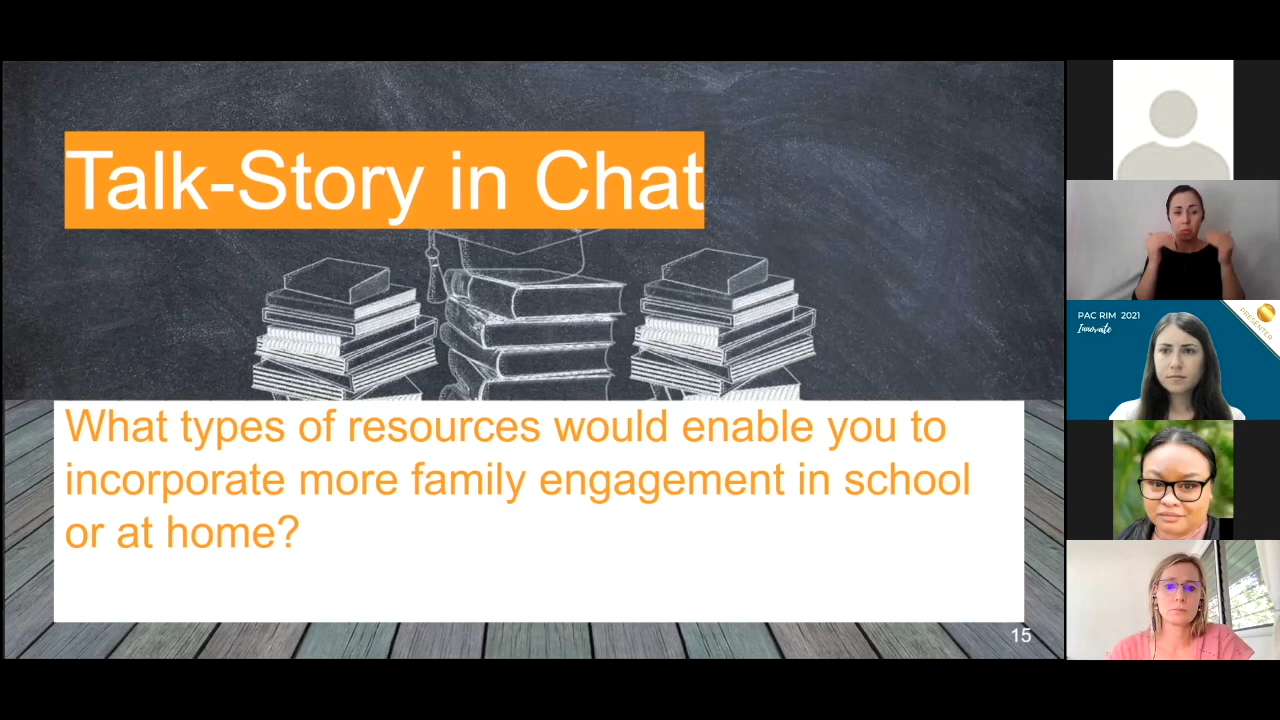 Talk-Story in Chat
What types of resources would enable you to
incorporate more family engagement in school
or at home?
15
PAC RIM 2021
Innovate
PRESENTER